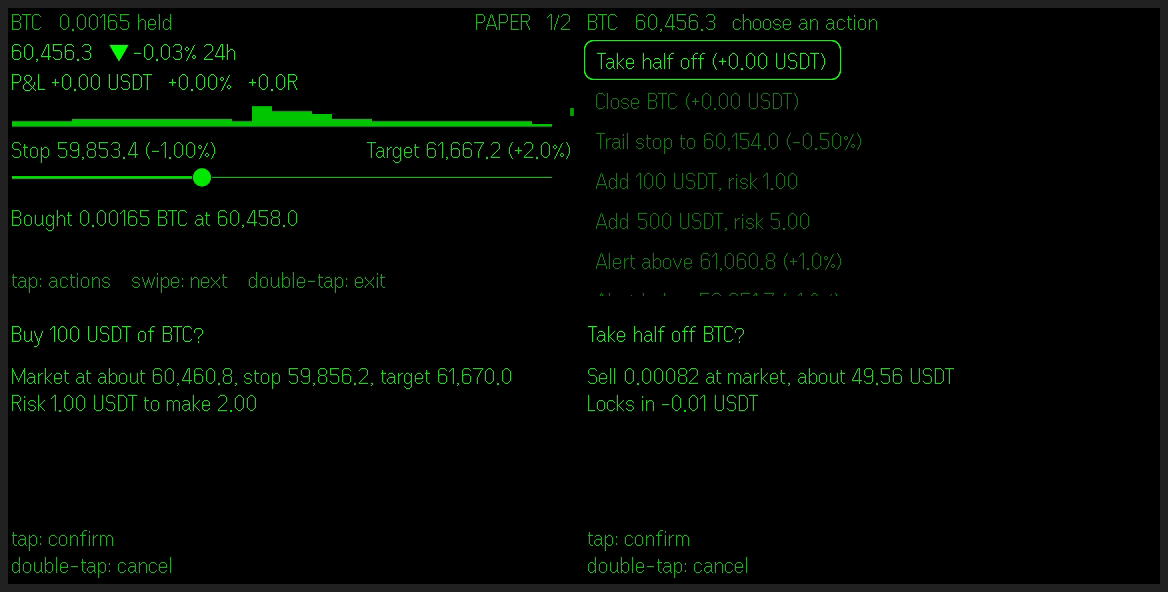 BTC 0.00165 held PAPER 1/2
60,456.3 ▼ -0.03% 24h
P&L +0.00 USDT +0.00% +0.0R
Stop 59,853.4 (-1.00%) Target 61,667.2 (+2.0%)
Bought 0.00165 BTC at 60,458.0
tap: actions swipe: next double-tap: exit
BTC 60,456.3 choose an action
Take half off (+0.00 USDT)
Close BTC (+0.00 USDT)
Trail stop to 60,154.0 (-0.50%)
Add 100 USDT, risk 1.00
Add 500 USDT, risk 5.00
Alert above 61,060.8 (+1.0%)
Buy 100 USDT of BTC?
Market at about 60,460.8, stop 59,856.2, target 61,670.0
Risk 1.00 USDT to make 2.00
tap: confirm
double-tap: cancel
Take half off BTC?
Sell 0.00082 at market, about 49.56 USDT
Locks in -0.01 USDT
tap: confirm
double-tap: cancel